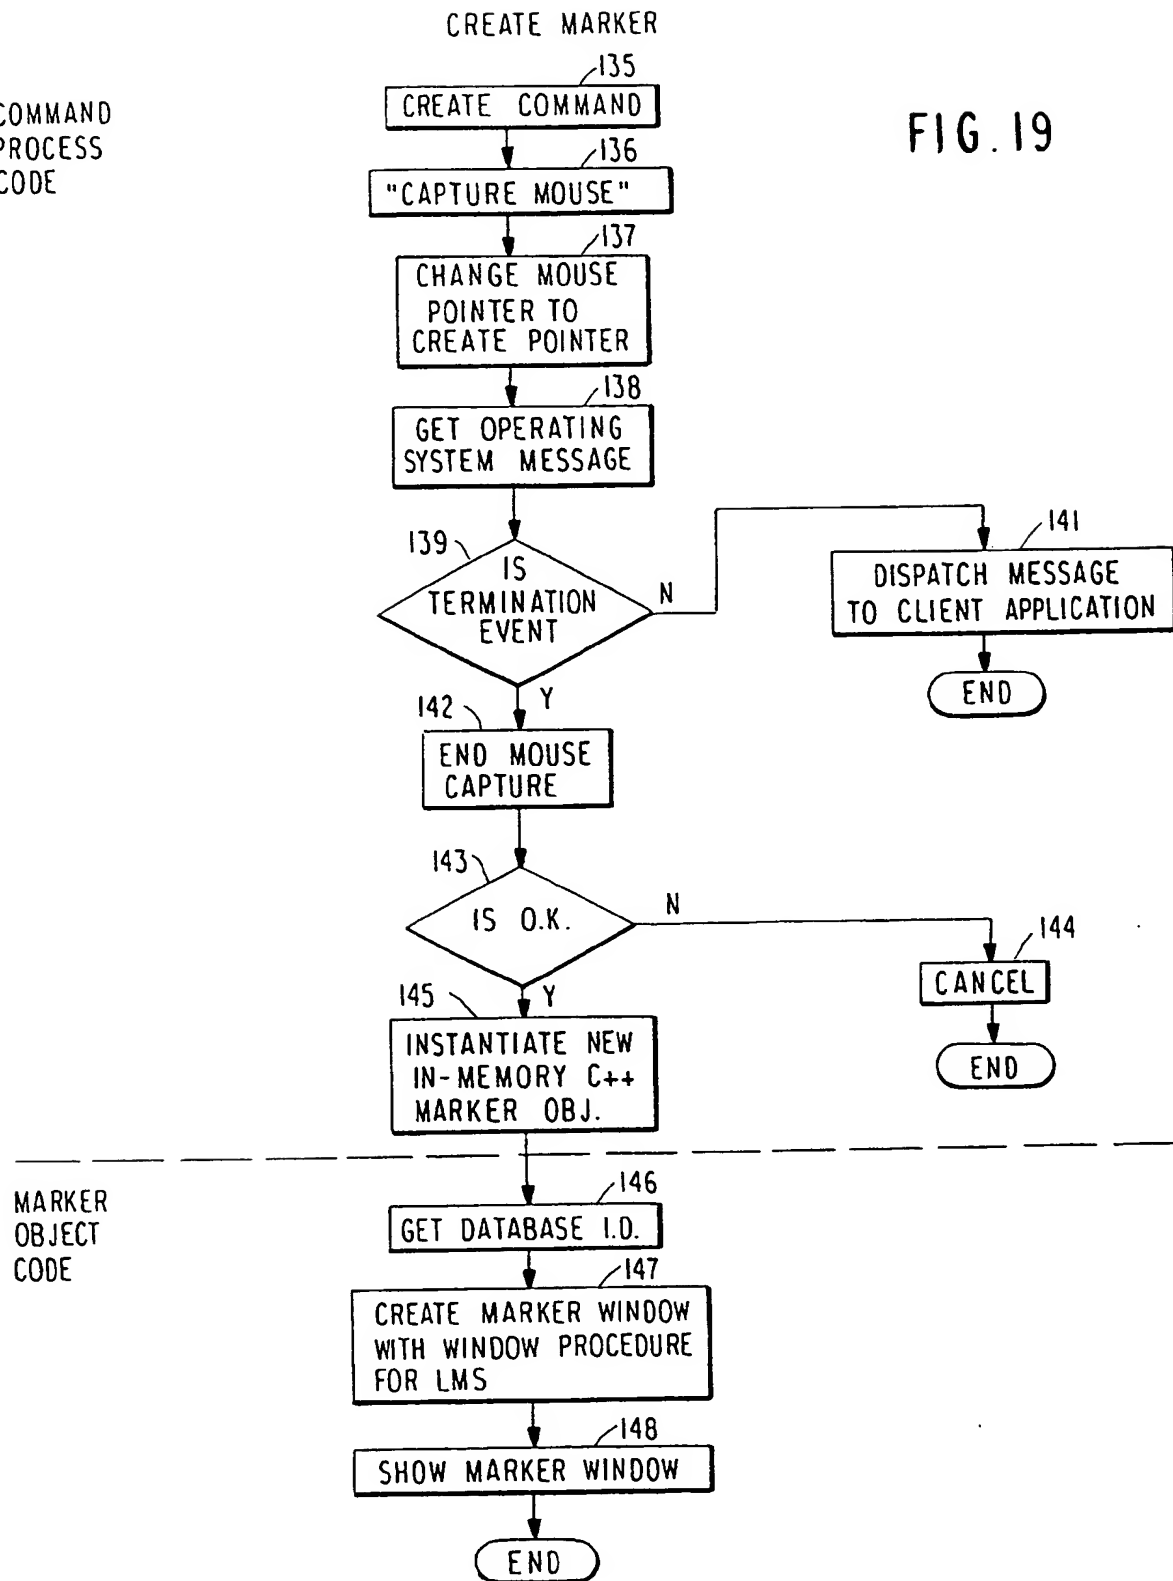 CREATE MARKER
COMMAND
PROCESS
CODE
FIG. 19
135
CREATE COMMAND
136
"CAPTURE MOUSE"
137
CHANGE MOUSE
POINTER TO
CREATE POINTER
138
GET OPERATING
SYSTEM MESSAGE
139
IS
TERMINATION
EVENT
N
141
DISPATCH MESSAGE
TO CLIENT APPLICATION
END
Y
142
END MOUSE
CAPTURE
143
IS O.K.
N
144
CANCEL
END
Y
145
INSTANTIATE NEW
IN-MEMORY C++
MARKER OBJ.
MARKER
OBJECT
CODE
146
GET DATABASE I.D.
147
CREATE MARKER WINDOW
WITH WINDOW PROCEDURE
FOR LMS
148
SHOW MARKER WINDOW
END